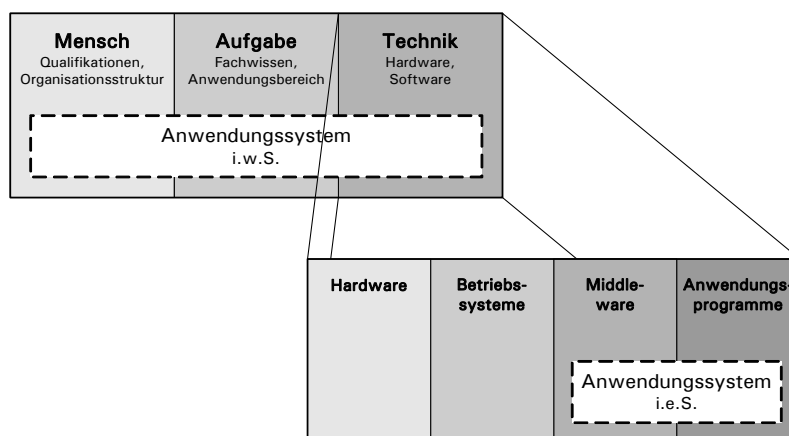 Mensch
Qualifikationen,
Organisationsstruktur
Aufgabe
Fachwissen,
Anwendungsbereich
Technik
Hardware,
Software
Anwendungssystem
i.w.S.
Hardware
Betriebs-
systeme
Middle-
ware
Anwendungs-
programme
Anwendungssystem
i.e.S.